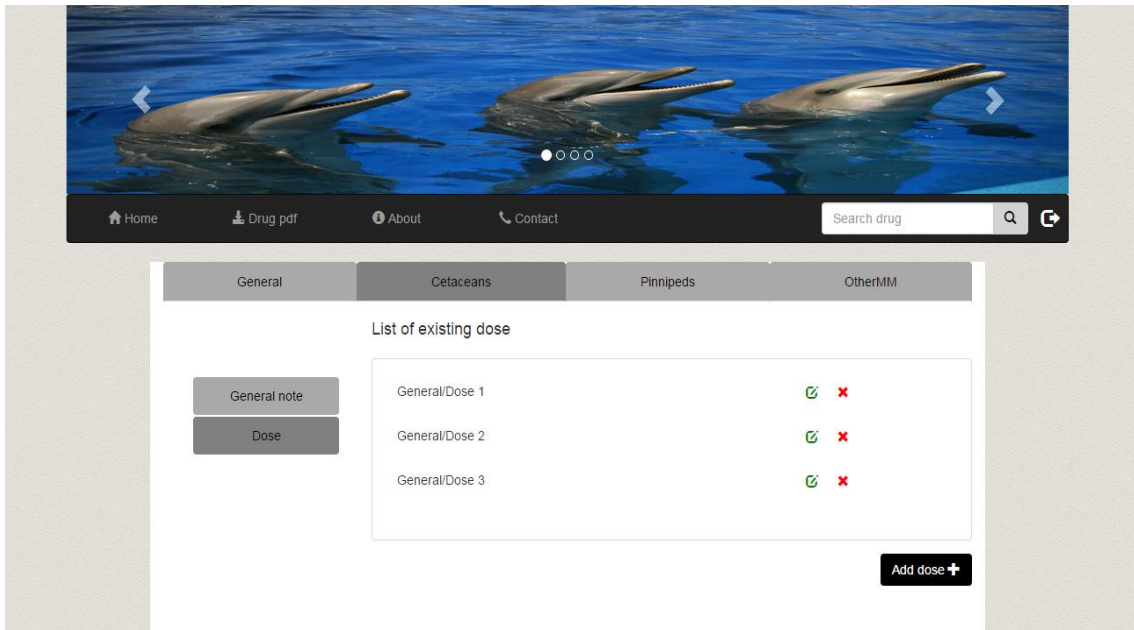 Home Drug pdf About Contact Search drug
General Cetaceans Pinnipeds OtherMM
List of existing dose
General note
Dose
General/Dose 1
General/Dose 2
General/Dose 3
Add dose